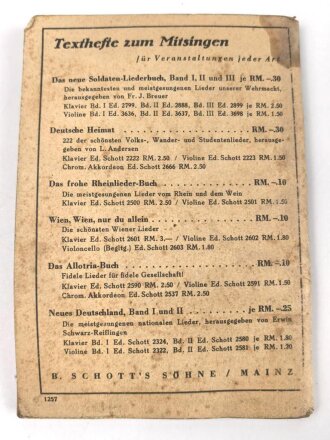 Texthefte zum Mitsingen
für Veranstaltungen jeder Art
Das neue Soldaten-Liederbuch, Band I, II und III je RM. –.30
Die bekanntesten und meistgesungenen Lieder unserer Wehrmacht,
herausgegeben von Fr. J. Breuer
Klavier Bd. I Ed. 2799, Bd. II Ed. 2888, Bd. III Ed. 2899 je RM. 2.50
Violine Bd. I Ed. 3636, Bd. II Ed. 3637, Bd. III Ed. 3698 je RM. 1.50
Deutsche Heimat . . . . . . . . . . RM. –.30
222 der schönsten Volks-, Wander- und Studentenlieder, herausgege-
ben von L. Andersen
Klavier Ed. Schott 2222 RM. 2.50 / Violine Ed. Schott 2223 RM. 1.50
Chrom. Akkordeon Ed. Schott 2666 RM. 2.50
Das frohe Rheinlieder-Buch . . . . . . . RM. –.10
Die meistgesungenen Lieder vom Rhein und dem Wein
Klavier Ed. Schott 2500 RM. 2.50 / Violine Ed. Schott 2501 RM. 1.50
Wien, Wien, nur du allein . . . . . . . . RM. –.10
Die schönsten Wiener Lieder
Klavier Ed. Schott 2601 RM. 3,— / Violine Ed. Schott 2602 RM. 1.80
Violoncello (Begltg.) Ed. Schott 2603 RM. 1.80
Das Allotria-Buch . . . . . . . . . . RM. –.10
Fidele Lieder für fidele Gesellschaft!
Klavier Ed. Schott 2590 RM. 2.50 / Violine Ed. Schott 2591 RM. 1.50
Chrom. Akkordeon Ed. Schott 2537 RM. 2.50
Neues Deutschland, Band I und II . . . . je RM. –.25
Die meistgesungenen nationalen Lieder, herausgegeben von Erwin
Schwarz-Reiflingen
Klavier Bd. I Ed. Schott 2324, Bd. II Ed. Schott 2580 je RM. 1.80
Violine Bd. I Ed. Schott 2322, Bd. II Ed. Schott 2581 je RM. 1.20
B. SCHOTT'S SÖHNE / MAINZ
1257